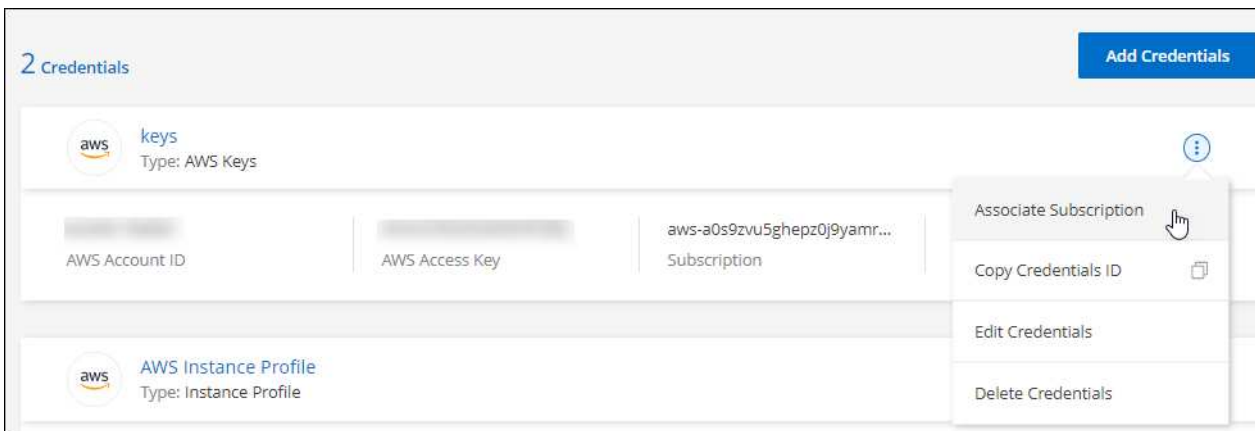 2 Credentials
Add Credentials
aws
keys
Type: AWS Keys
Associate Subscription
aws-a0s9zvu5ghepz0j9yamr...
AWS Account ID
AWS Access Key
Subscription
Copy Credentials ID
Edit Credentials
aws
AWS Instance Profile
Type: Instance Profile
Delete Credentials